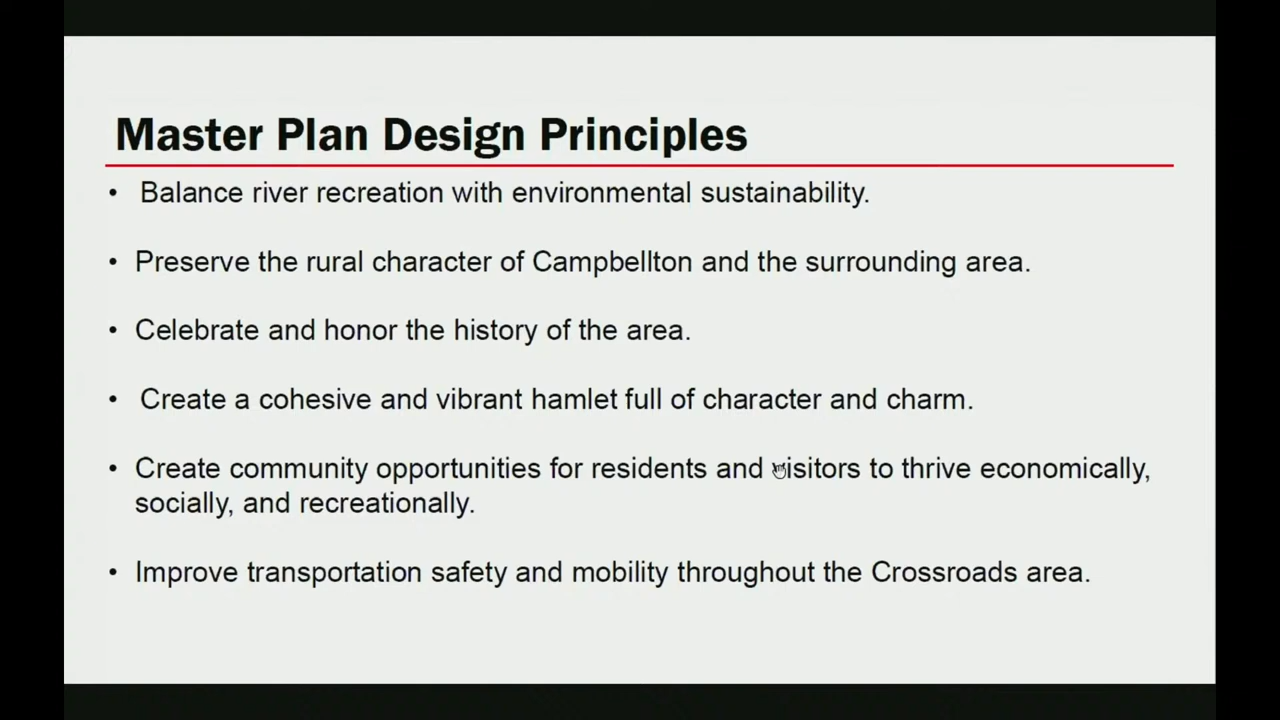 Master Plan Design Principles
• Balance river recreation with environmental sustainability.
• Preserve the rural character of Campbellton and the surrounding area.
• Celebrate and honor the history of the area.
• Create a cohesive and vibrant hamlet full of character and charm.
• Create community opportunities for residents and visitors to thrive economically,
socially, and recreationally.
• Improve transportation safety and mobility throughout the Crossroads area.